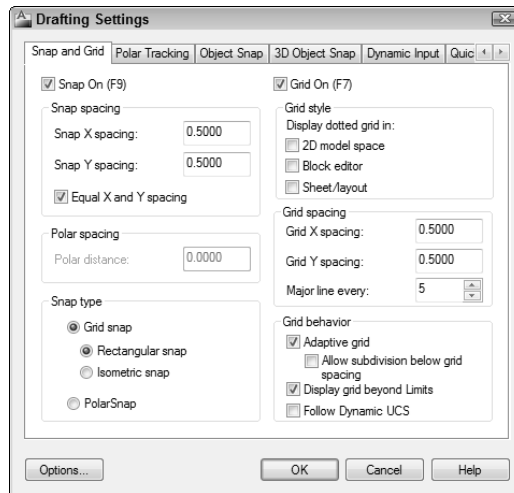 Drafting Settings
Snap and Grid Polar Tracking Object Snap 3D Object Snap Dynamic Input Quic
Snap On (F9)
Snap spacing
Snap X spacing: 0.5000
Snap Y spacing: 0.5000
Equal X and Y spacing
Polar spacing
Polar distance: 0.0000
Snap type
Grid snap
Rectangular snap
Isometric snap
PolarSnap
Grid On (F7)
Grid style
Display dotted grid in:
2D model space
Block editor
Sheet/layout
Grid spacing
Grid X spacing: 0.5000
Grid Y spacing: 0.5000
Major line every: 5
Grid behavior
Adaptive grid
Allow subdivision below grid
spacing
Display grid beyond Limits
Follow Dynamic UCS
Options... OK Cancel Help